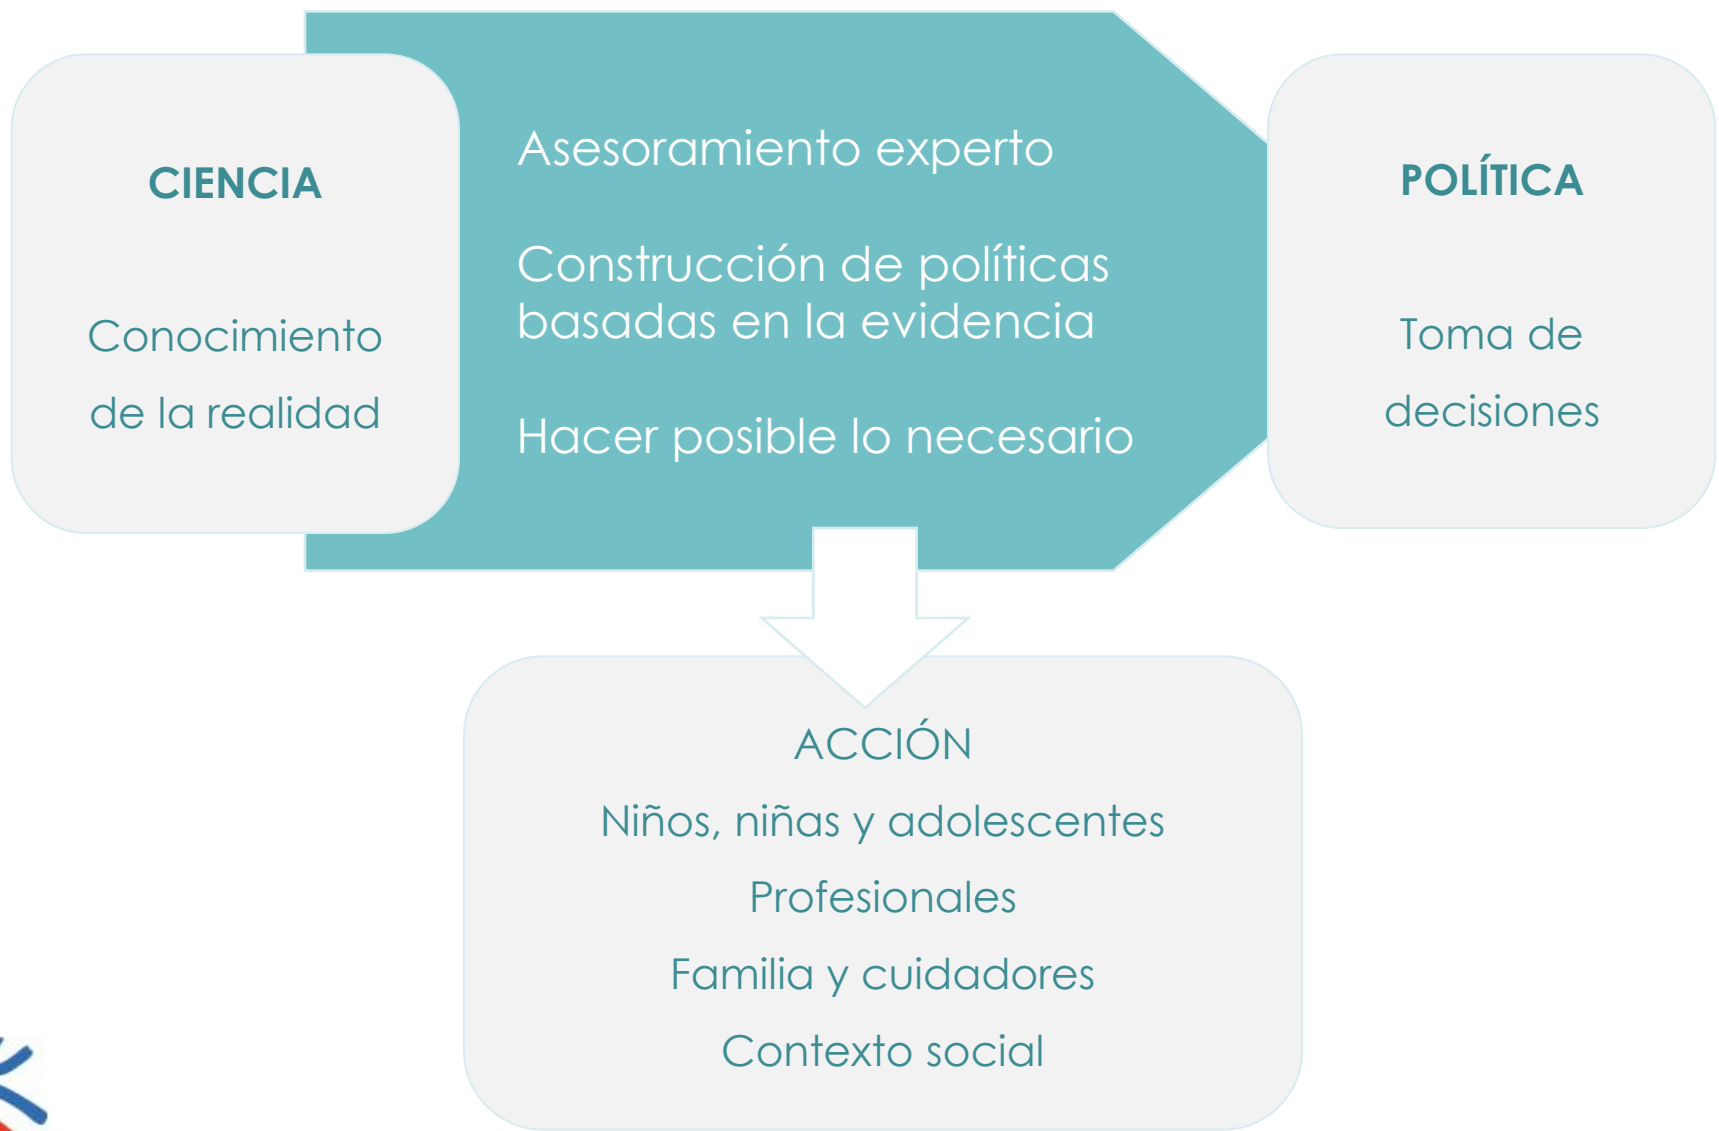 CIENCIA
Conocimiento
de la realidad
Asesoramiento experto
Construcción de políticas
basadas en la evidencia
Hacer posible lo necesario
POLÍTICA
Toma de
decisiones
ACCIÓN
Niños, niñas y adolescentes
Profesionales
Familia y cuidadores
Contexto social